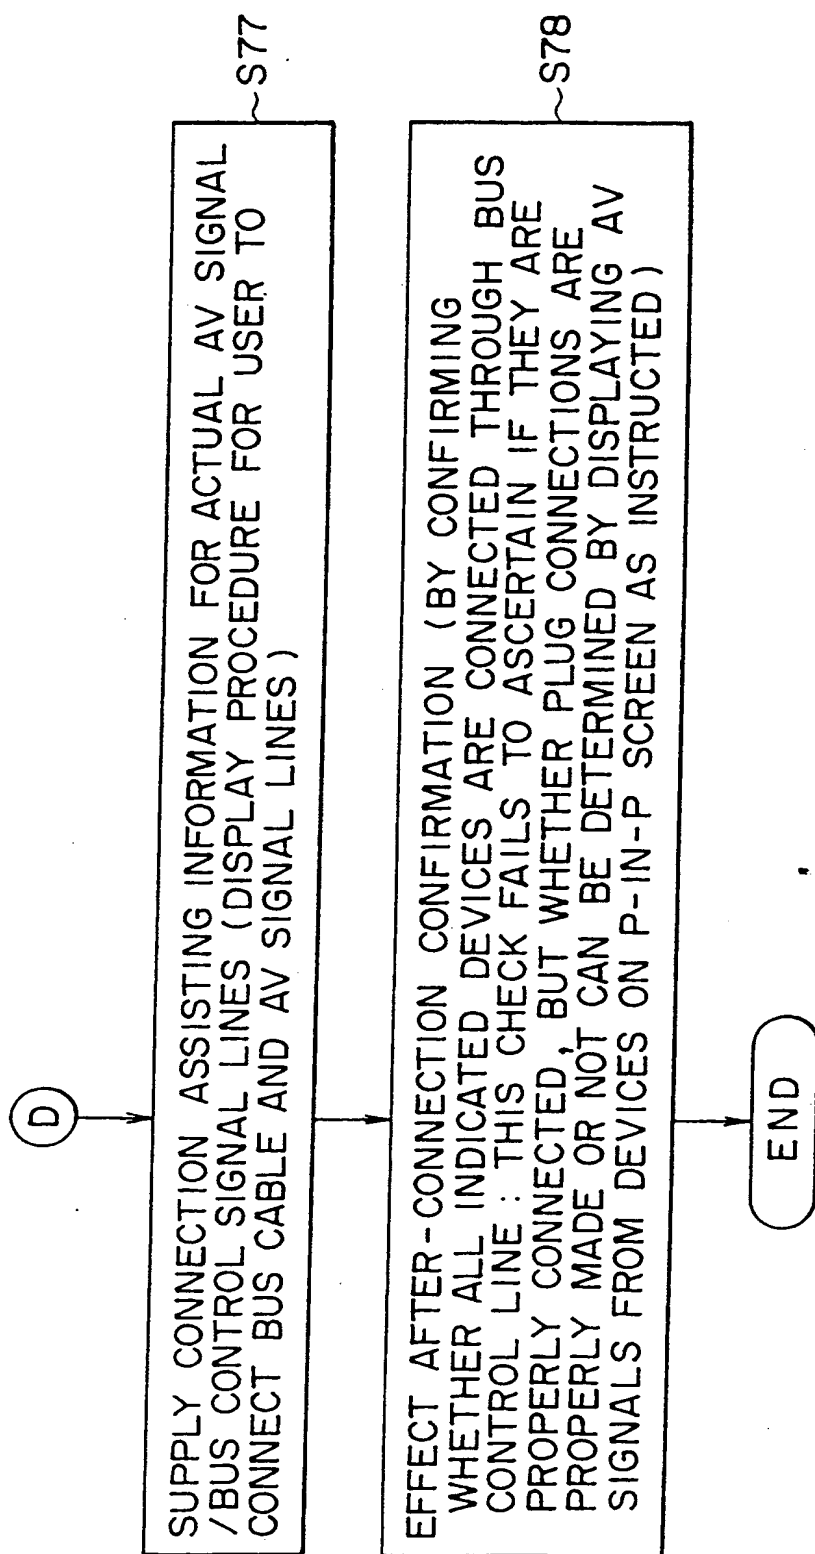 D
SUPPLY CONNECTION ASSISTING INFORMATION FOR ACTUAL AV SIGNAL
/BUS CONTROL SIGNAL LINES (DISPLAY PROCEDURE FOR USER TO
CONNECT BUS CABLE AND AV SIGNAL LINES)
S77
EFFECT AFTER-CONNECTION CONFIRMATION (BY CONFIRMING
WHETHER ALL INDICATED DEVICES ARE CONNECTED THROUGH BUS
CONTROL LINE : THIS CHECK FAILS TO ASCERTAIN IF THEY ARE
PROPERLY CONNECTED, BUT WHETHER PLUG CONNECTIONS ARE
PROPERLY MADE OR NOT CAN BE DETERMINED BY DISPLAYING AV
SIGNALS FROM DEVICES ON P-IN-P SCREEN AS INSTRUCTED)
S78
END